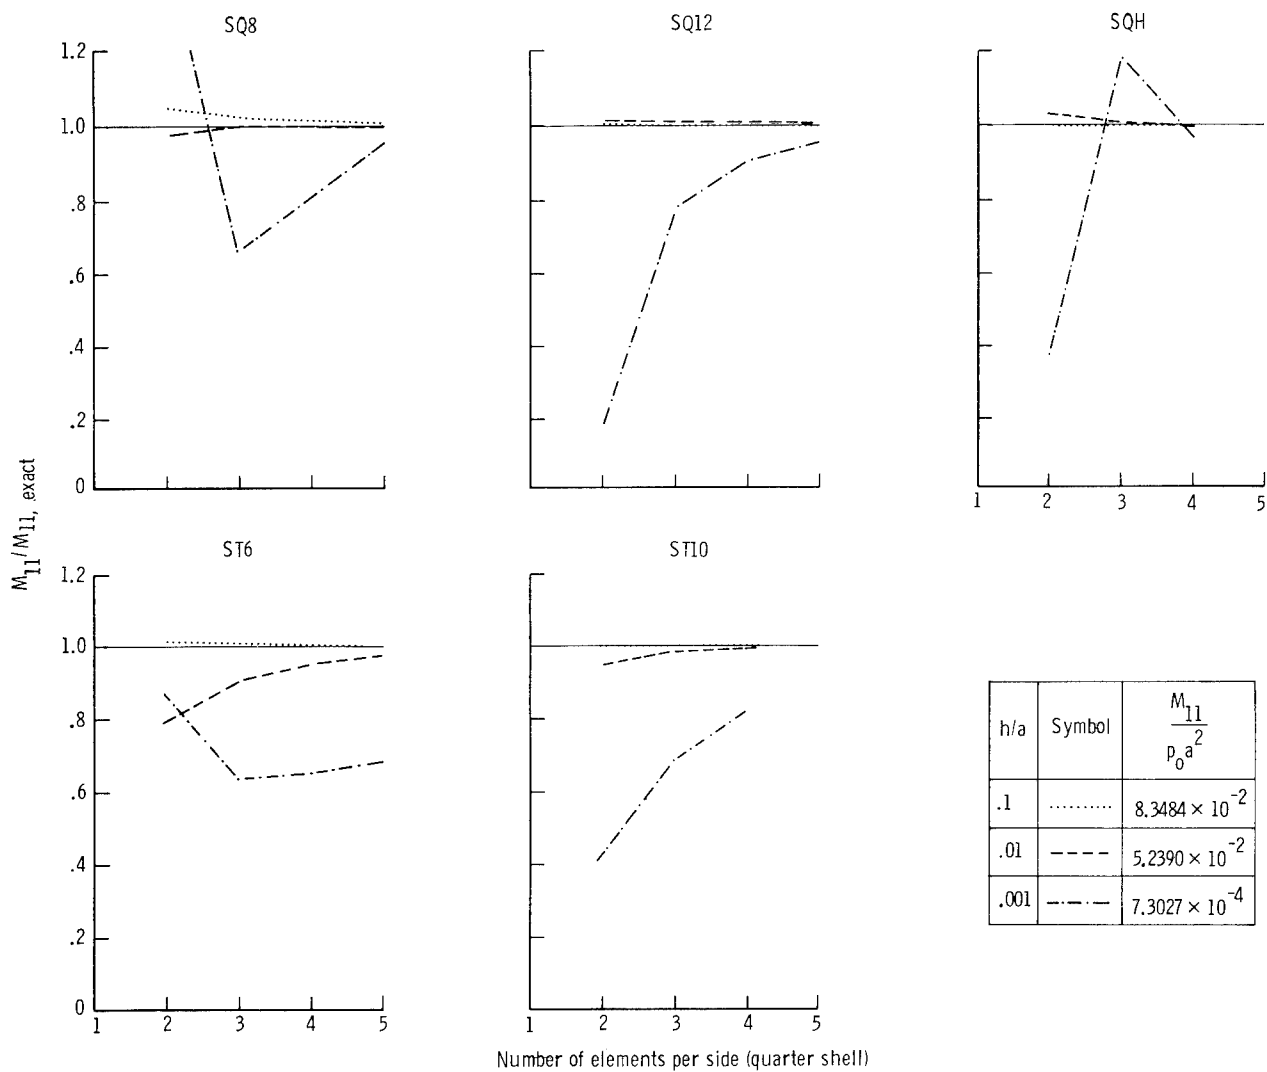 SQ8
SQ12
SQH
1.2
1.0
.8
.6
.4
.2
0
1 2 3 4 5
M11/M11, exact
ST6
ST10
1.2
1.0
.8
.6
.4
.2
0
1 2 3 4 5
1 2 3 4 5
Number of elements per side (quarter shell)
h/a Symbol M11/p0a²
.1 8.3484 × 10⁻²
.01 5.2390 × 10⁻²
.001 7.3027 × 10⁻⁴